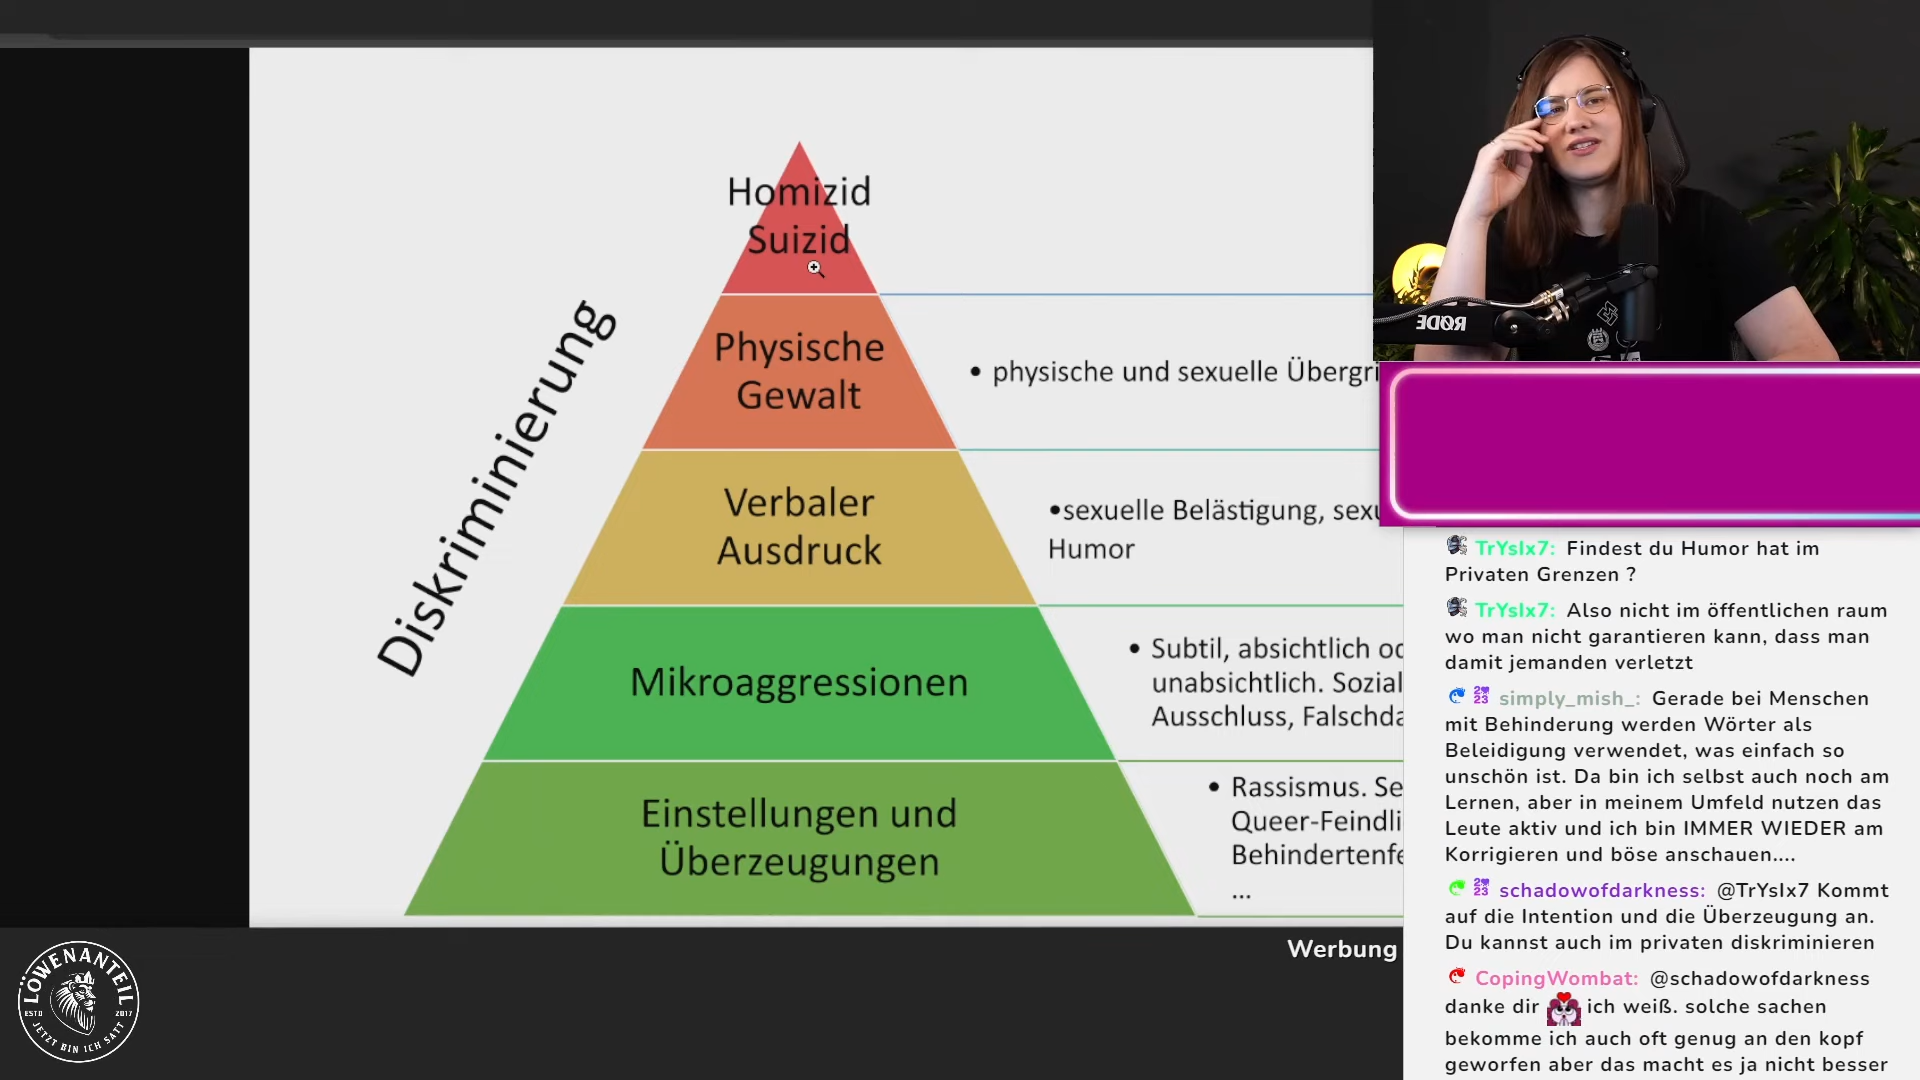 Diskriminierung
Homizid
Suizid
Physische
Gewalt
• physische und sexuelle Übergri
Verbaler
Ausdruck
•sexuelle Belästigung, sexu
Humor
Mikroaggressionen
• Subtil, absichtlich od
unabsichtlich. Sozial
Ausschluss, Falschda
Einstellungen und
Überzeugungen
• Rassismus. Se
Queer-Feindli
Behindertenfe
...
RØDE
TrYsIx7: Findest du Humor hat im
Privaten Grenzen ?
TrYsIx7: Also nicht im öffentlichen raum
wo man nicht garantieren kann, dass man
damit jemanden verletzt
simply_mish_: Gerade bei Menschen
mit Behinderung werden Wörter als
Beleidigung verwendet, was einfach so
unschön ist. Da bin ich selbst auch noch am
Lernen, aber in meinem Umfeld nutzen das
Leute aktiv und ich bin IMMER WIEDER am
Korrigieren und böse anschauen....
schadowofdarkness: @TrYsIx7 Kommt
auf die Intention und die Überzeugung an.
Du kannst auch im privaten diskriminieren
CopingWombat: @schadowofdarkness
danke dir ich weiß. solche sachen
bekomme ich auch oft genug an den kopf
geworfen aber das macht es ja nicht besser
Werbung
LÖWENANTEIL
ESTD 2017
JETZT BIN ICH SATT